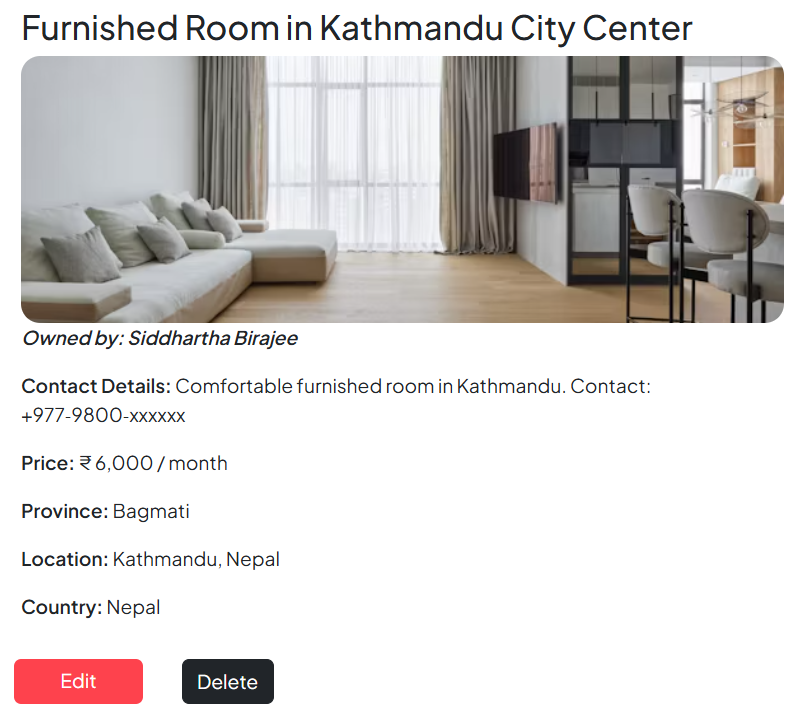 Furnished Room in Kathmandu City Center
Owned by: Siddhartha Birajee
Contact Details: Comfortable furnished room in Kathmandu. Contact:
+977-9800-xxxxxx
Price: ₹ 6,000 / month
Province: Bagmati
Location: Kathmandu, Nepal
Country: Nepal
Edit
Delete